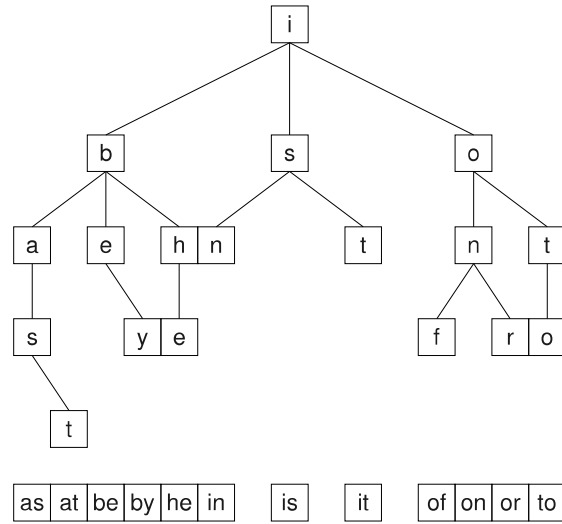 i
b s o
a e h n t n t
s y e f r o
t
as at be by he in is it of on or to